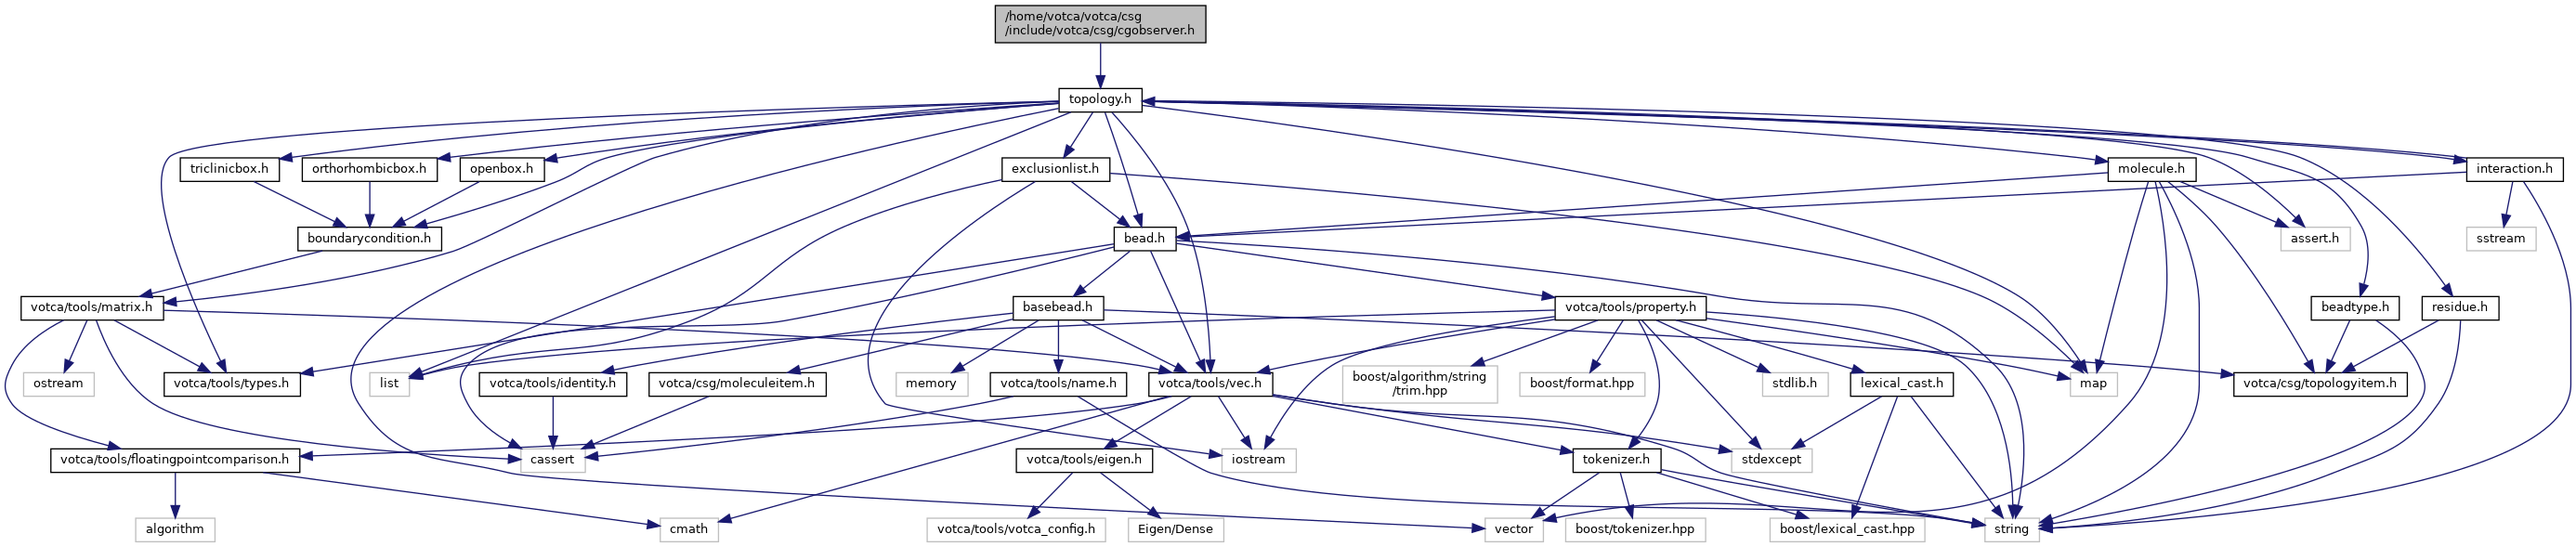 /home/votca/votca/csg
/include/votca/csg/cgobserver.h
topology.h
triclinicbox.h
orthorhombicbox.h
openbox.h
exclusionlist.h
molecule.h
interaction.h
boundarycondition.h
bead.h
assert.h
sstream
votca/tools/matrix.h
basebead.h
votca/tools/property.h
beadtype.h
residue.h
ostream
votca/tools/types.h
list
votca/tools/identity.h
votca/csg/moleculeitem.h
memory
votca/tools/name.h
votca/tools/vec.h
boost/algorithm/string
/trim.hpp
boost/format.hpp
stdlib.h
lexical_cast.h
map
votca/csg/topologyitem.h
votca/tools/floatingpointcomparison.h
cassert
votca/tools/eigen.h
iostream
tokenizer.h
stdexcept
algorithm
cmath
votca/tools/votca_config.h
Eigen/Dense
vector
boost/tokenizer.hpp
boost/lexical_cast.hpp
string